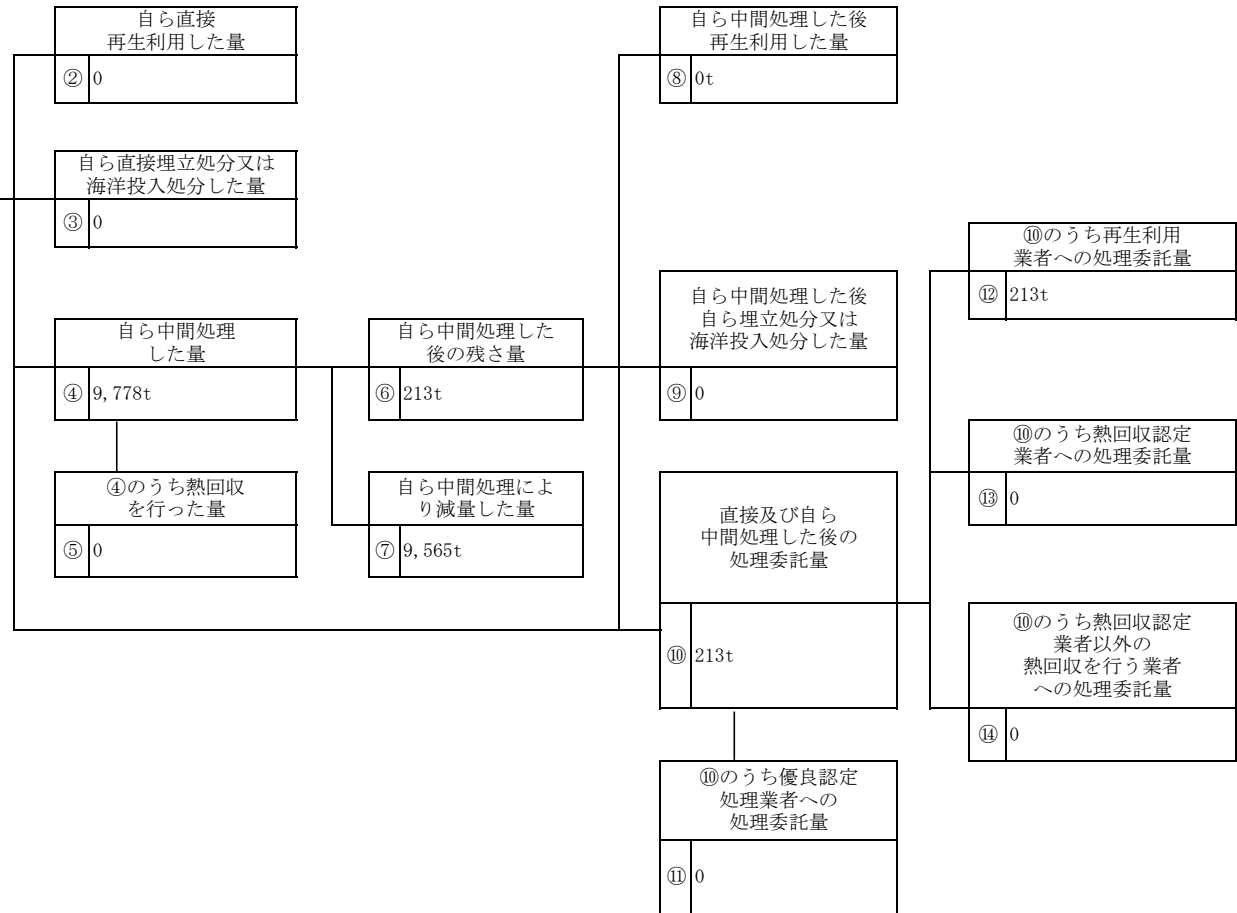 自ら直接
再生利用した量
② 0
自ら中間処理した後
再生利用した量
⑧ 0t
自ら直接埋立処分又は
海洋投入処分した量
③ 0
⑩のうち再生利用
業者への処理委託量
⑫ 213t
自ら中間処理した後
自ら埋立処分又は
海洋投入処分した量
⑨ 0
自ら中間処理
した量
④ 9,778t
自ら中間処理した
後の残さ量
⑥ 213t
⑩のうち熱回収認定
業者への処理委託量
⑬ 0
④のうち熱回収
を行った量
⑤ 0
自ら中間処理によ
り減量した量
⑦ 9,565t
直接及び自ら
中間処理した後の
処理委託量
⑩ 213t
⑩のうち熱回収認定
業者以外の
熱回収を行う業者
への処理委託量
⑭ 0
⑩のうち優良認定
処理業者への
処理委託量
⑪ 0